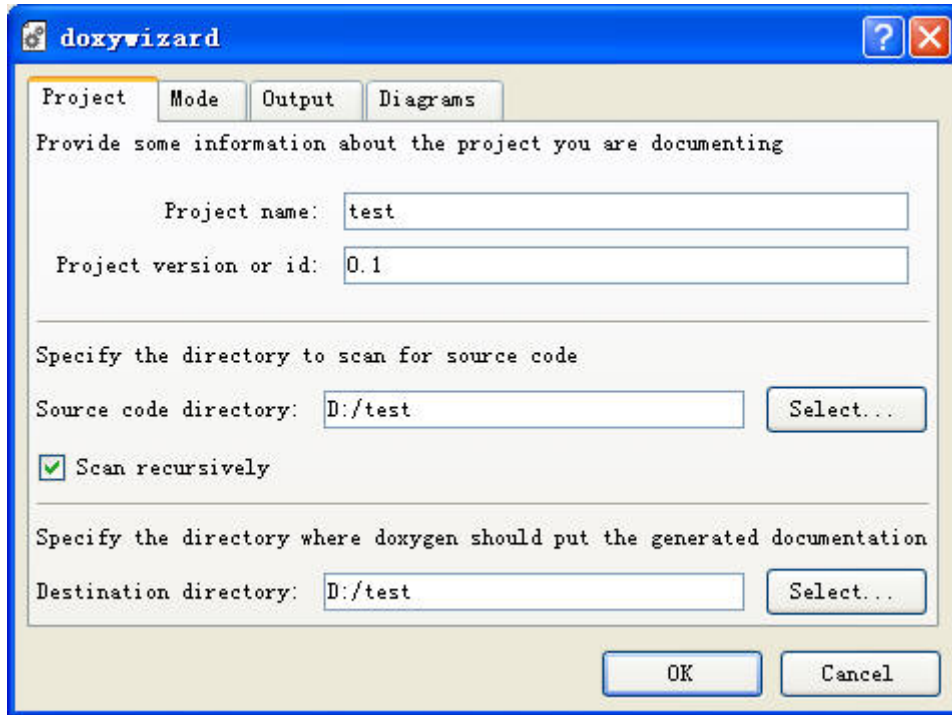 doxywizard
Project Mode Output Diagrams
Provide some information about the project you are documenting
Project name: test
Project version or id: 0.1
Specify the directory to scan for source code
Source code directory: D:/test Select...
Scan recursively
Specify the directory where doxygen should put the generated documentation
Destination directory: D:/test Select...
OK Cancel